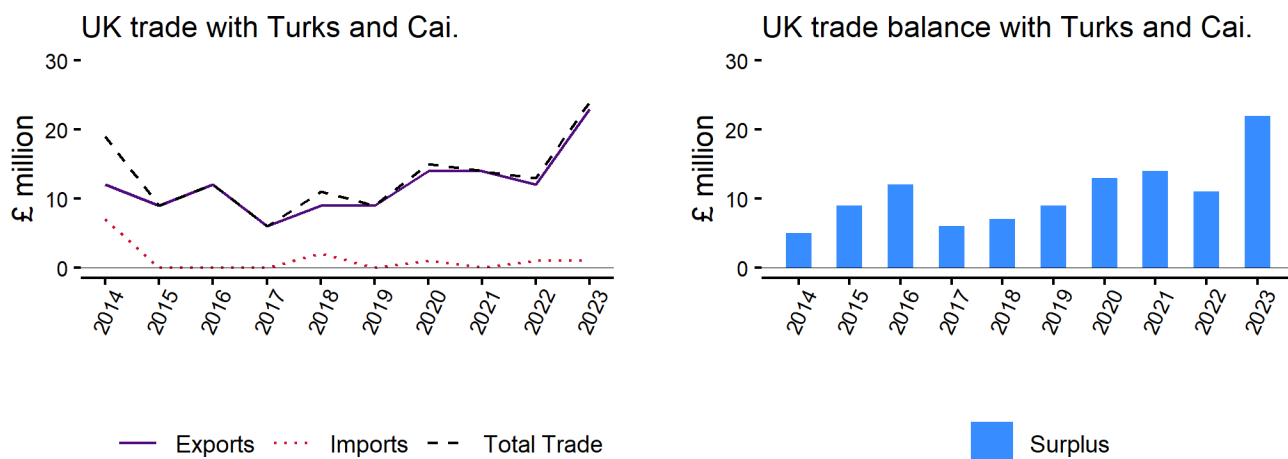 UK trade with Turks and Cai.
30
20
10
0
£ million
2014 2015 2016 2017 2018 2019 2020 2021 2022 2023
Exports Imports Total Trade
UK trade balance with Turks and Cai.
30
20
10
0
£ million
2014 2015 2016 2017 2018 2019 2020 2021 2022 2023
Surplus